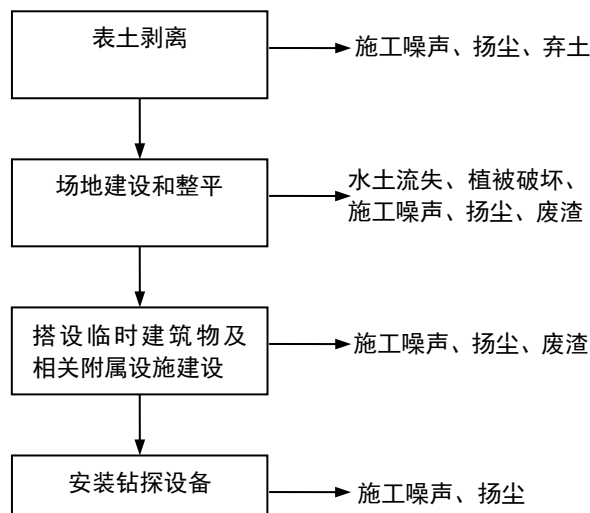 表土剥离
施工噪声、扬尘、弃土
场地建设和整平
水土流失、植被破坏、
施工噪声、扬尘、废渣
搭设临时建筑物及
相关附属设施建设
施工噪声、扬尘、废渣
安装钻探设备
施工噪声、扬尘